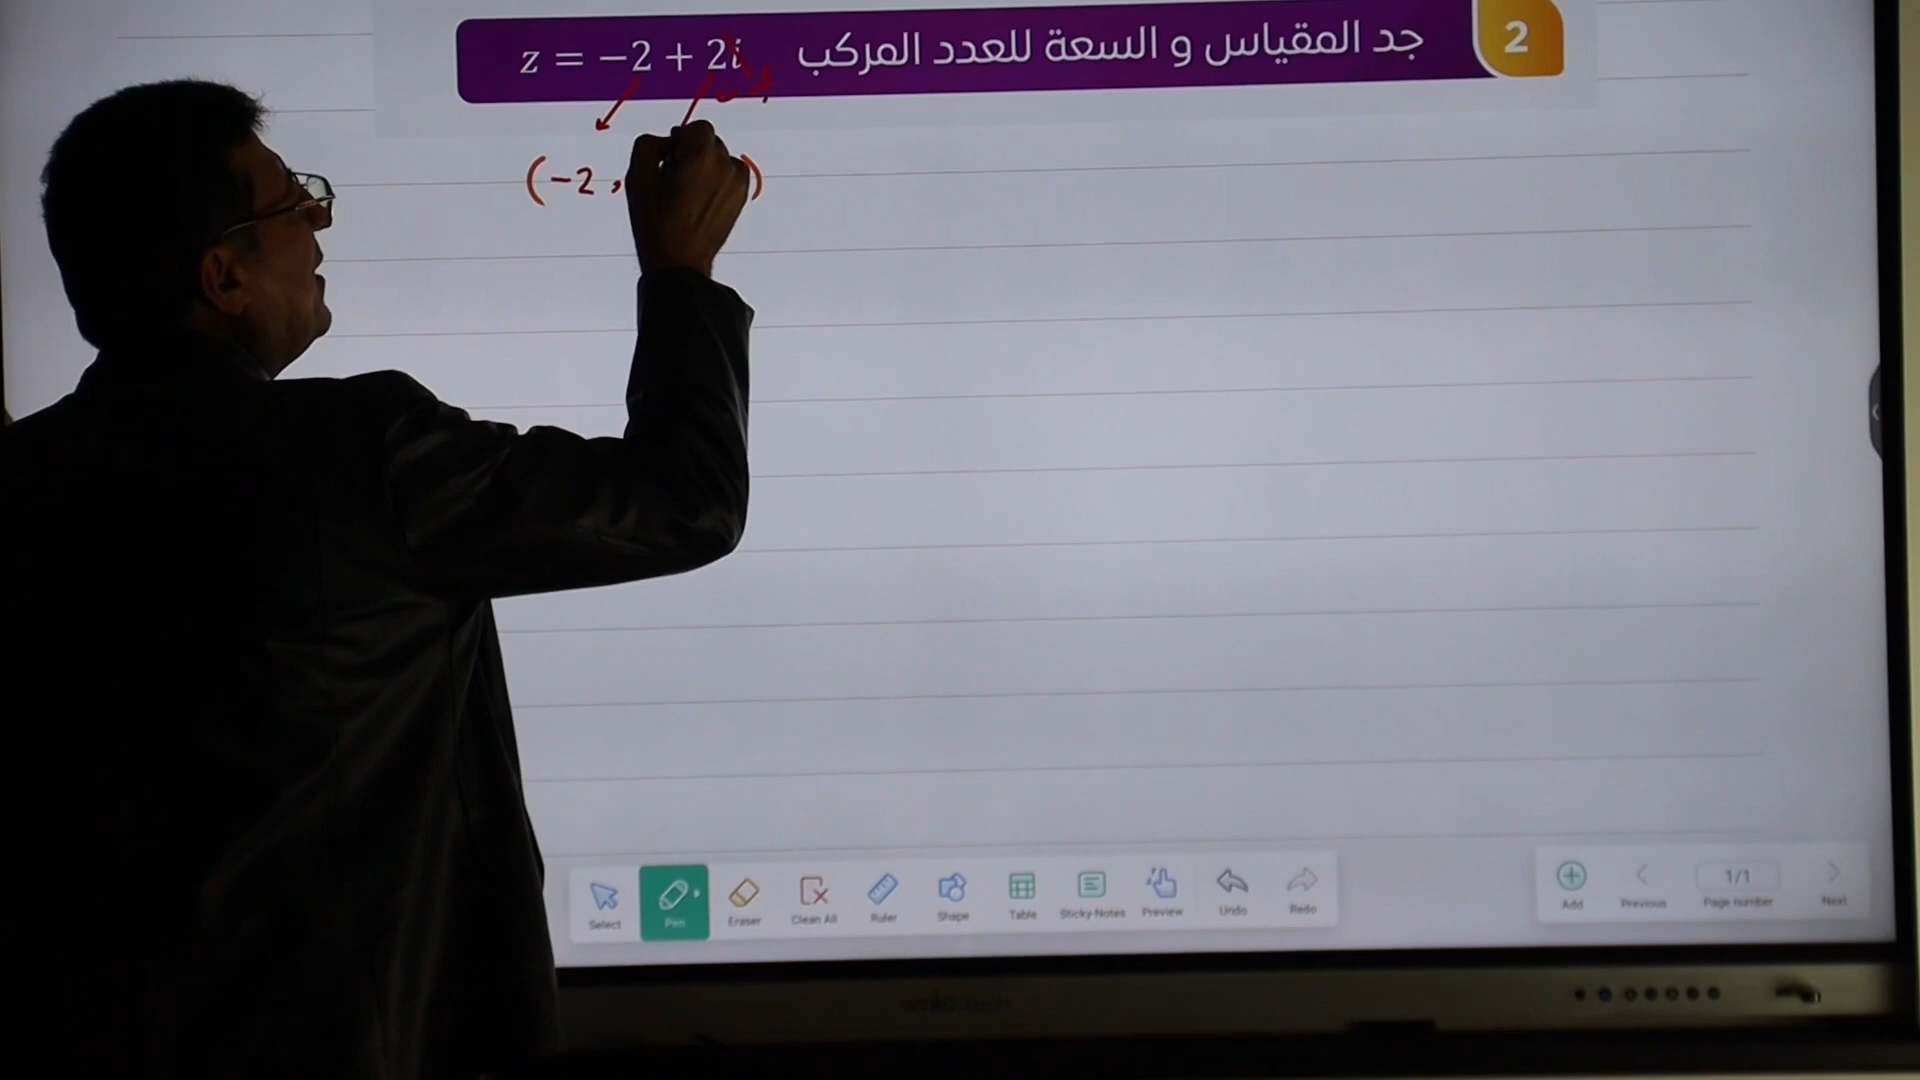 2 جد المقياس و السعة للعدد المركب z = −2 + 2i
(-2 , )
Select Pen Eraser Clean All Ruler Shape Table Sticky-Notes Preview Undo Redo
Add Previous 1/1 Page number Next